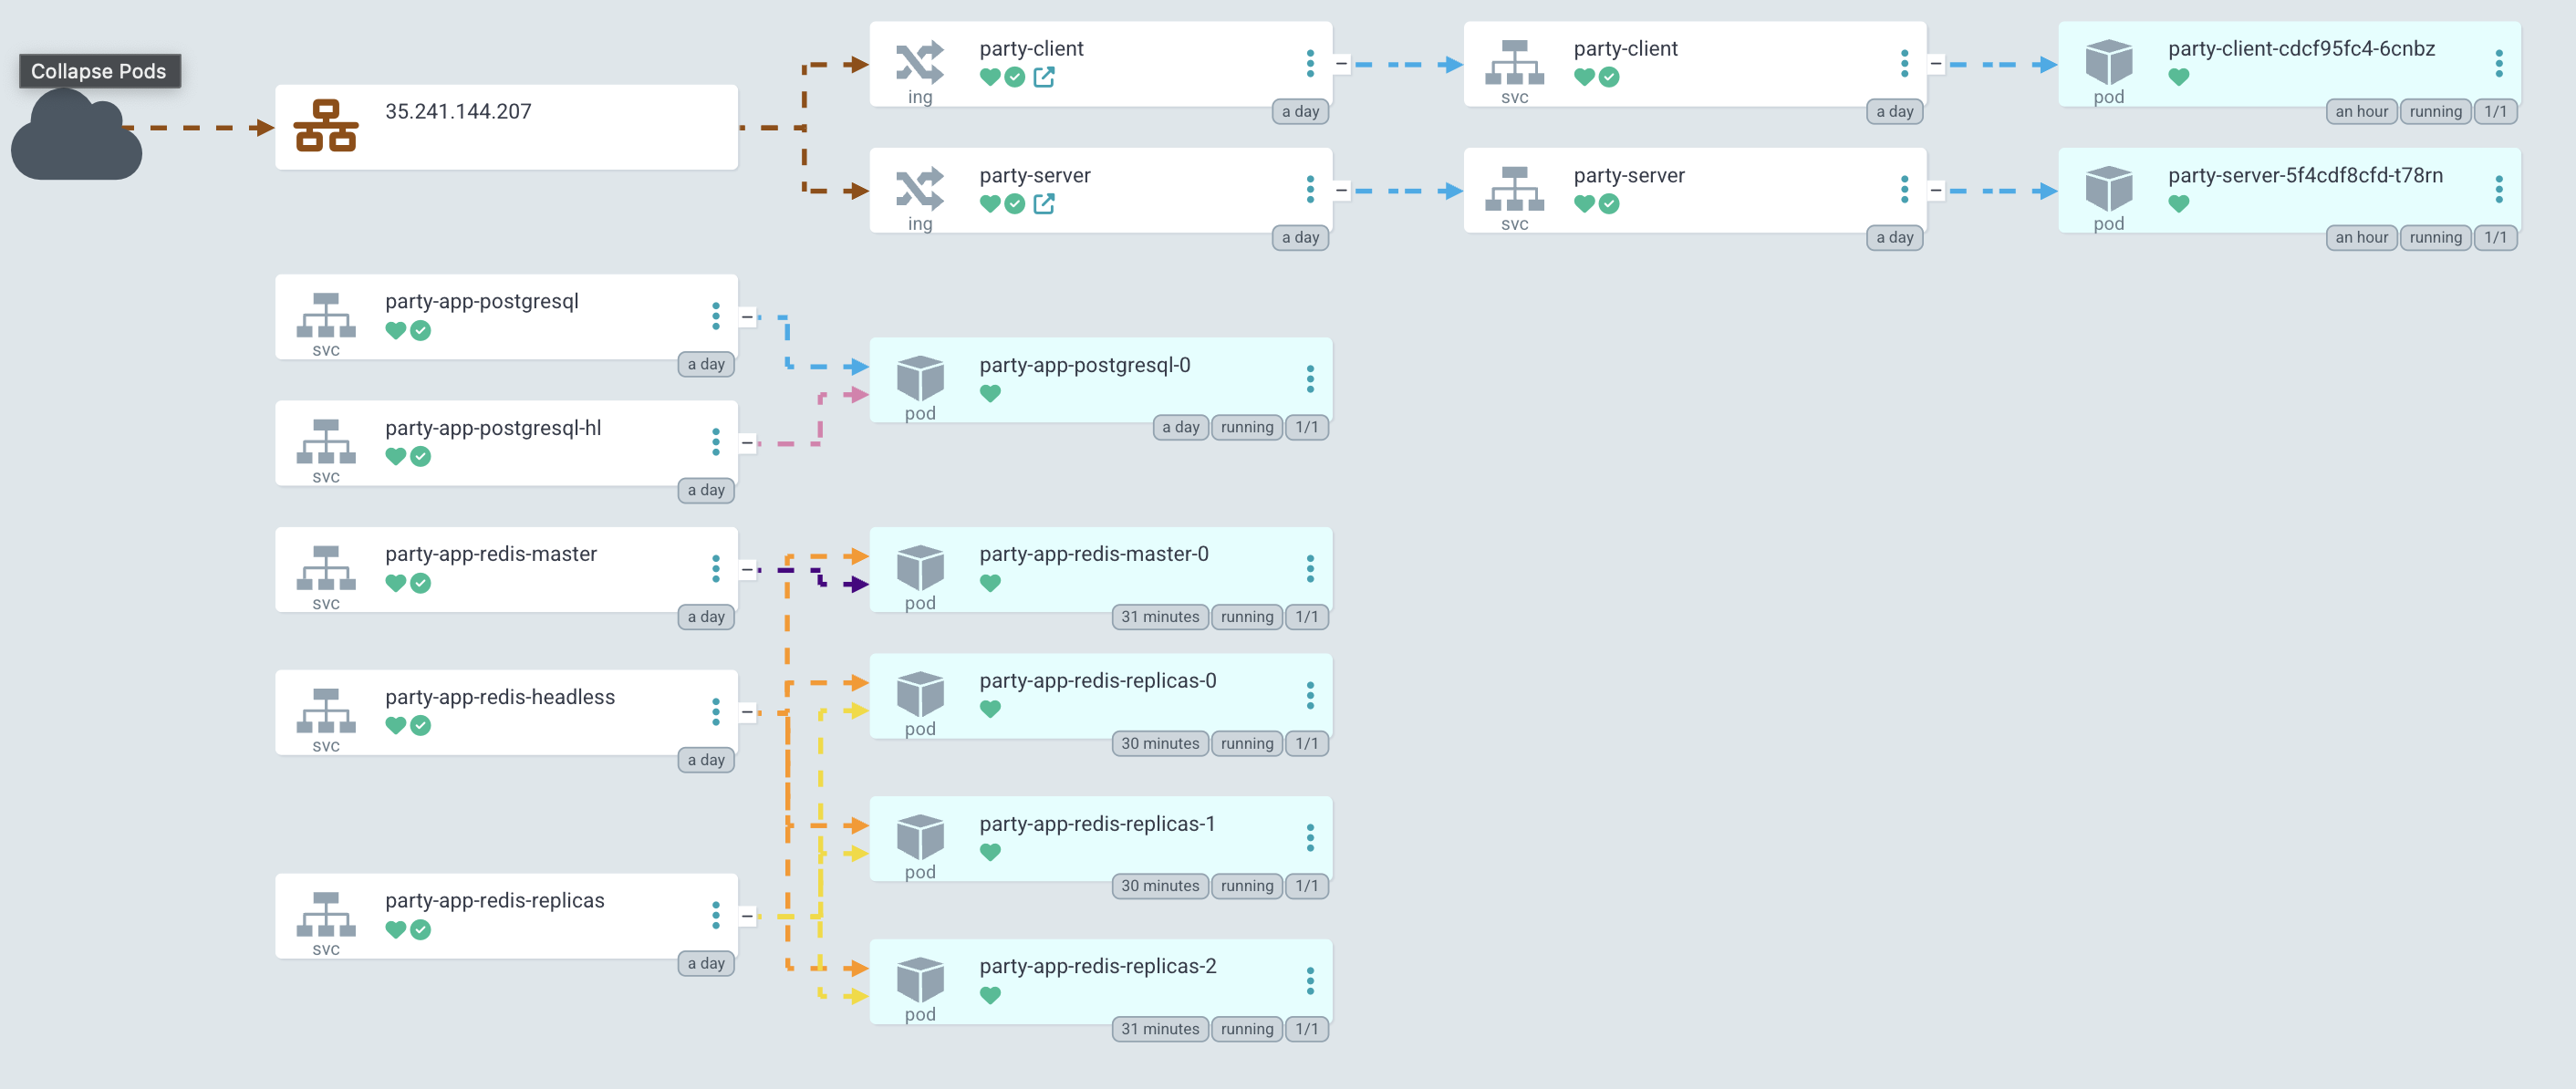 Collapse Pods
35.241.144.207
party-client
ing
a day
party-client
svc
a day
party-client-cdcf95fc4-6cnbz
pod
an hour running 1/1
party-server
ing
a day
party-server
svc
a day
party-server-5f4cdf8cfd-t78rn
pod
an hour running 1/1
party-app-postgresql
svc
a day
party-app-postgresql-0
pod
a day running 1/1
party-app-postgresql-hl
svc
a day
party-app-redis-master
svc
a day
party-app-redis-master-0
pod
31 minutes running 1/1
party-app-redis-headless
svc
a day
party-app-redis-replicas-0
pod
30 minutes running 1/1
party-app-redis-replicas-1
pod
30 minutes running 1/1
party-app-redis-replicas
svc
a day
party-app-redis-replicas-2
pod
31 minutes running 1/1